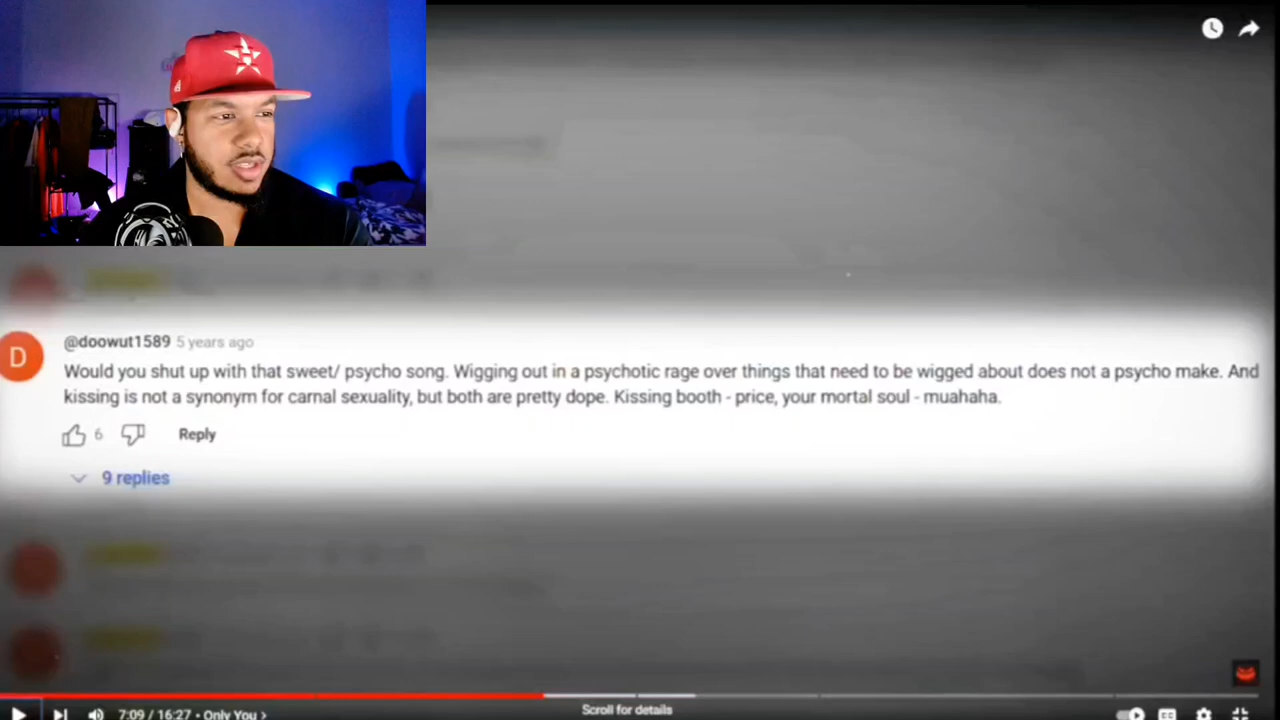 @doowut1589 5 years ago
D
Would you shut up with that sweet/ psycho song. Wigging out in a psychotic rage over things that need to be wigged about does not a psycho make. And
kissing is not a synonym for carnal sexuality, but both are pretty dope. Kissing booth - price, your mortal soul - muahaha.
6
Reply
9 replies
7:09 / 16:27 • Only You >
Scroll for details